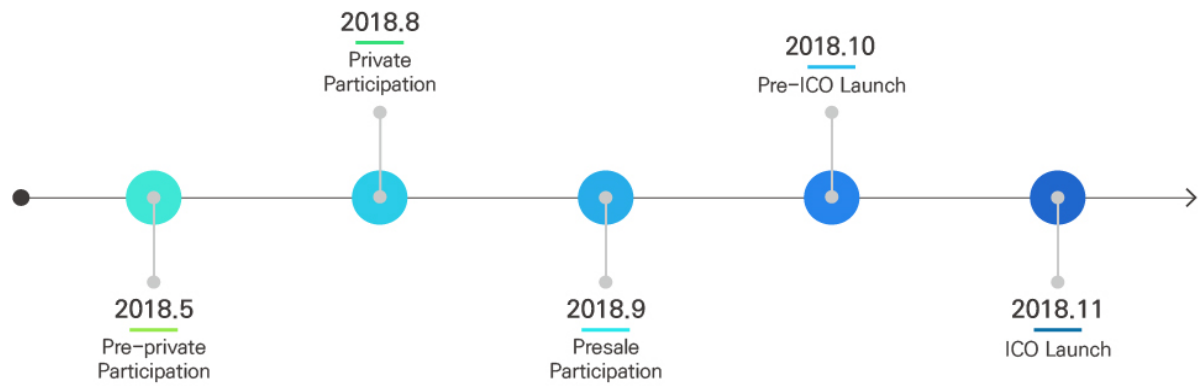 2018.5
Pre-private
Participation
2018.8
Private
Participation
2018.9
Presale
Participation
2018.10
Pre-ICO Launch
2018.11
ICO Launch